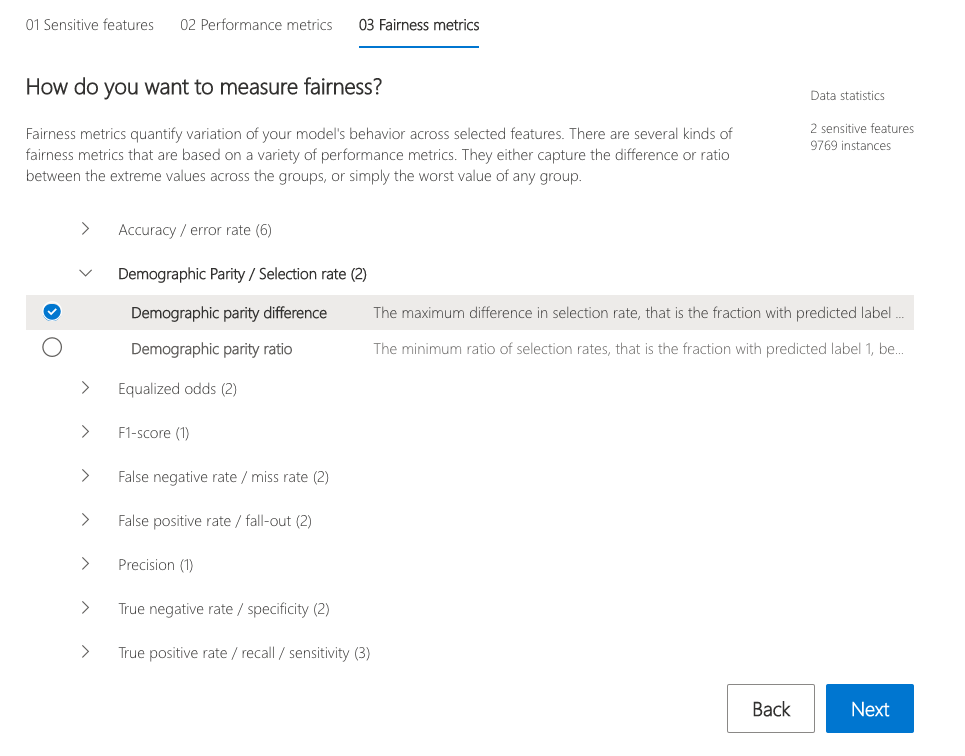 01 Sensitive features 02 Performance metrics 03 Fairness metrics
How do you want to measure fairness?
Data statistics
2 sensitive features
9769 instances
Fairness metrics quantify variation of your model's behavior across selected features. There are several kinds of
fairness metrics that are based on a variety of performance metrics. They either capture the difference or ratio
between the extreme values across the groups, or simply the worst value of any group.
Accuracy / error rate (6)
Demographic Parity / Selection rate (2)
Demographic parity difference The maximum difference in selection rate, that is the fraction with predicted label ...
Demographic parity ratio The minimum ratio of selection rates, that is the fraction with predicted label 1, be...
Equalized odds (2)
F1-score (1)
False negative rate / miss rate (2)
False positive rate / fall-out (2)
Precision (1)
True negative rate / specificity (2)
True positive rate / recall / sensitivity (3)
Back Next